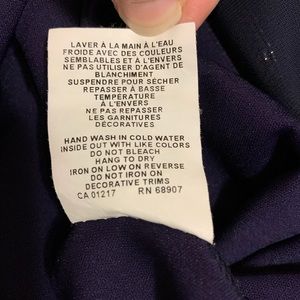 LAVER À LA MAIN À L'EAU
FROIDE AVEC DES COULEURS
SEMBLABLES ET À L'ENVERS
NE PAS UTILISER D'AGENT DE
BLANCHIMENT
SUSPENDRE POUR SÉCHER
REPASSER À BASSE
TEMPÉRATURE
À L'ENVERS
NE PAS REPASSER
LES GARNITURES
DÉCORATIVES
HAND WASH IN COLD WATER
INSIDE OUT WITH LIKE COLORS
DO NOT BLEACH
HANG TO DRY
IRON ON LOW ON REVERSE
DO NOT IRON ON
DECORATIVE TRIMS
CA 01217 RN 68907